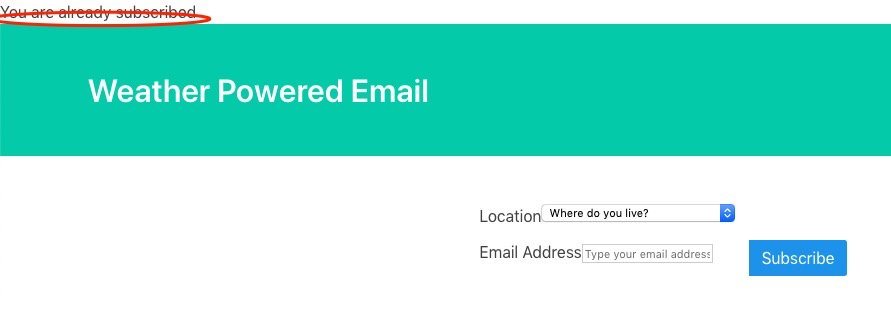 You are already subscribed
Weather Powered Email
Location Where do you live?
Email Address Type your email address
Subscribe